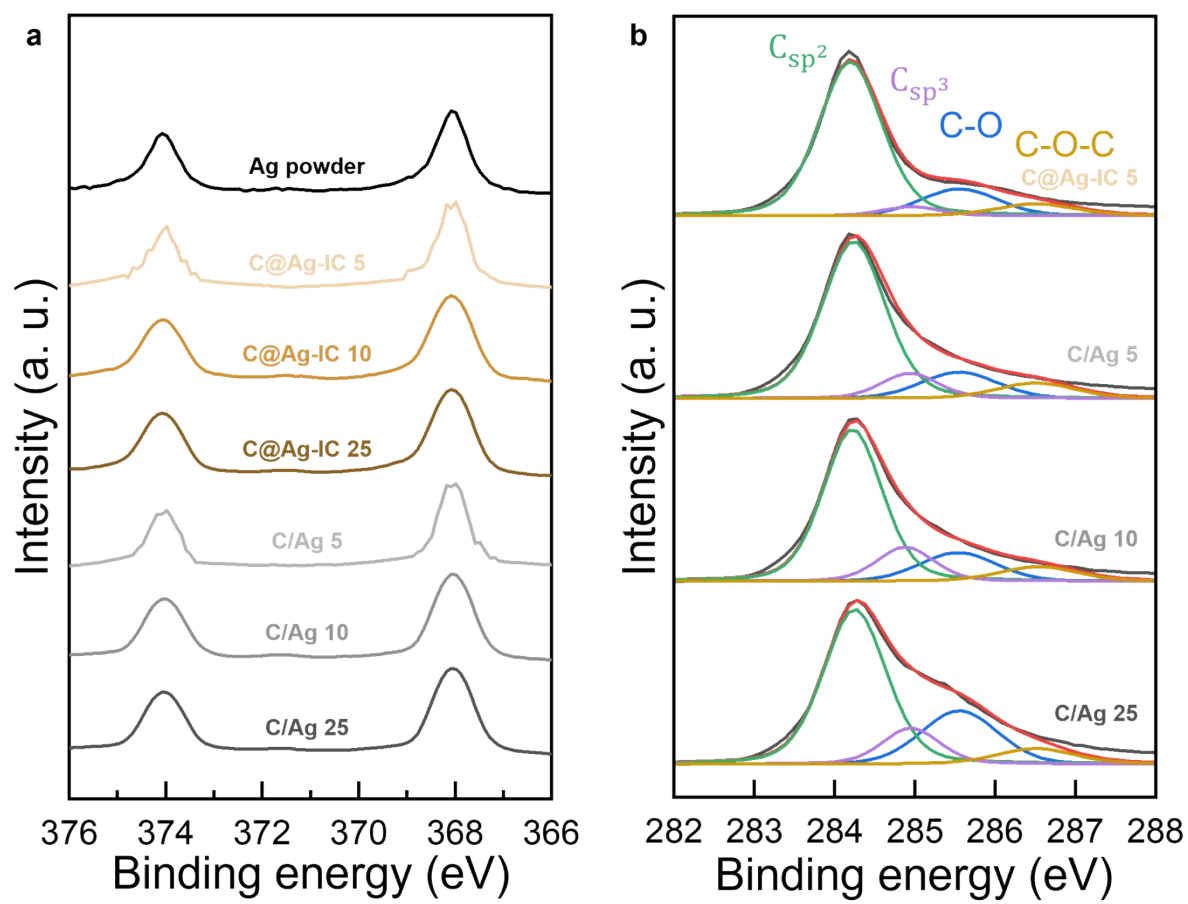 a
Intensity (a. u.)
Ag powder
C@Ag-IC 5
C@Ag-IC 10
C@Ag-IC 25
C/Ag 5
C/Ag 10
C/Ag 25
376 374 372 370 368 366
Binding energy (eV)
b
Intensity (a. u.)
Csp²
Csp³
C-O
C-O-C
C@Ag-IC 5
C/Ag 5
C/Ag 10
C/Ag 25
282 283 284 285 286 287 288
Binding energy (eV)